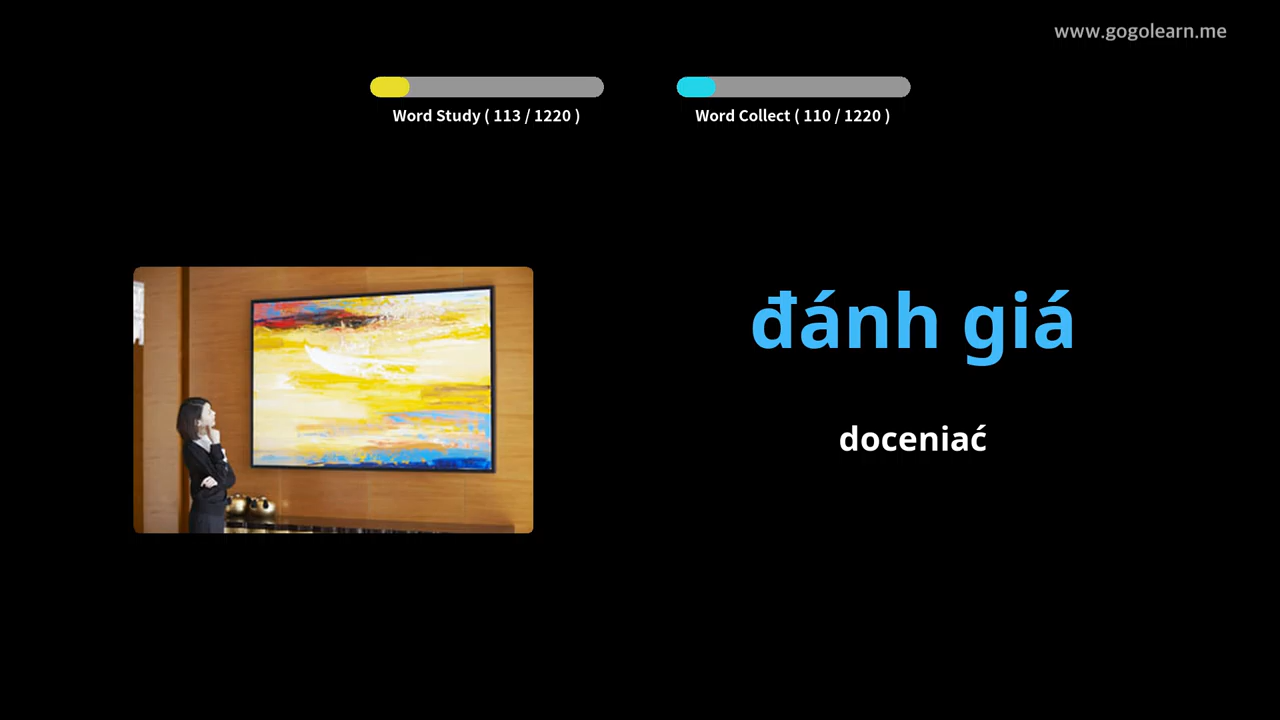 www.gogolearn.me
Word Study ( 113 / 1220 )
Word Collect ( 110 / 1220 )
đánh giá
doceniać